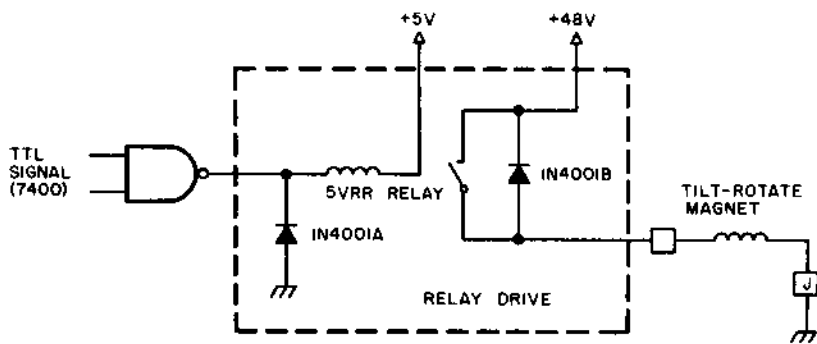 +5V
+48V
TTL
SIGNAL
(7400)
5VRR RELAY
IN4001A
IN4001B
TILT-ROTATE
MAGNET
J
RELAY DRIVE